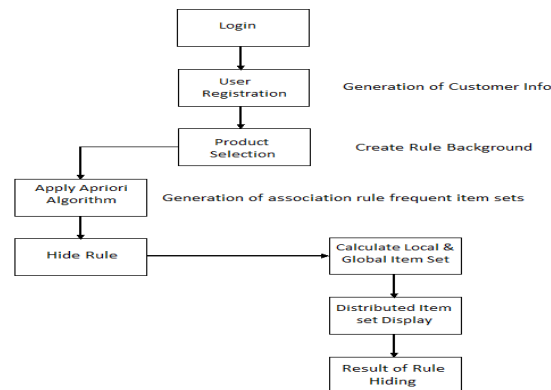 Login
User
Registration
Generation of Customer Info
Product
Selection
Create Rule Background
Apply Apriori
Algorithm
Generation of association rule frequent item sets
Hide Rule
Calculate Local &
Global Item Set
Distributed Item
set Display
Result of Rule
Hiding